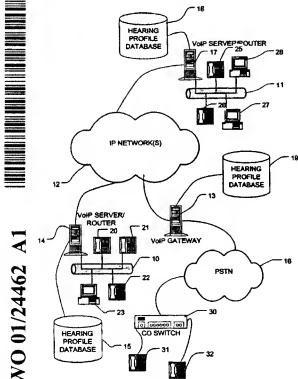 18
HEARING
PROFILE
DATABASE
VoIP SERVER/ROUTER
17
25
28
11
26
27
IP NETWORK(S)
12
19
HEARING
PROFILE
DATABASE
13
VoIP SERVER/
ROUTER
20
21
14
VoIP GATEWAY
10
22
23
PSTN
16
HEARING
PROFILE
DATABASE
15
30
CO SWITCH
31
32
WO 01/24462 A1